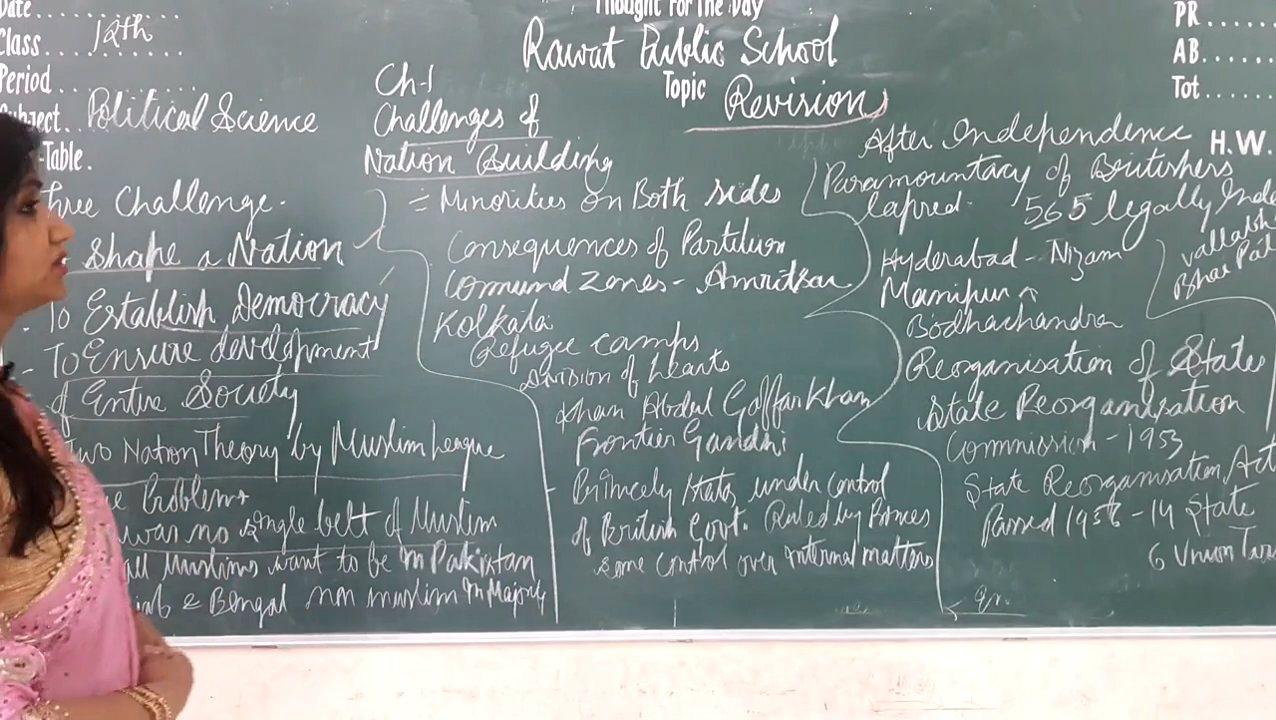 Date........
Thought For The Day
PR......
Class.... 12th
Rawat Public School
AB......
Period........
Topic Revision
Tot......
Subject.. Political Science
H.W.
Table.
Ch-1
Challenges of
Nation Building
Three Challenge.
Shape a Nation
- To Establish Democracy
- To Ensure development
of Entire Society
Two Nation Theory by Muslim League
Problem
was no single belt of Muslim
all Muslims want to be in Pakistan
& Bengal non muslim in Majority
= Minorities On Both sides
Consequences of Partition
Comund Zones - Amritsar
Kolkata
Refugee camps
Division of hearts
Khan Abdul Gaffar Khan
Frontier Gandhi
- Princely States under control
of British Govt. Ruled by Princes
some control over internal matters
After Independence
Paramountacy of Britishers
lapsed. 565 legally Inde
Hyderabad - Nizam
Manipur
Bodhachandra
vallabh
Bhai Pat
Reorganisation of States
State Reorganisation
Commission - 1953
State Reorganisation Act
Passed 1956 - 14 State
6 Union Terri